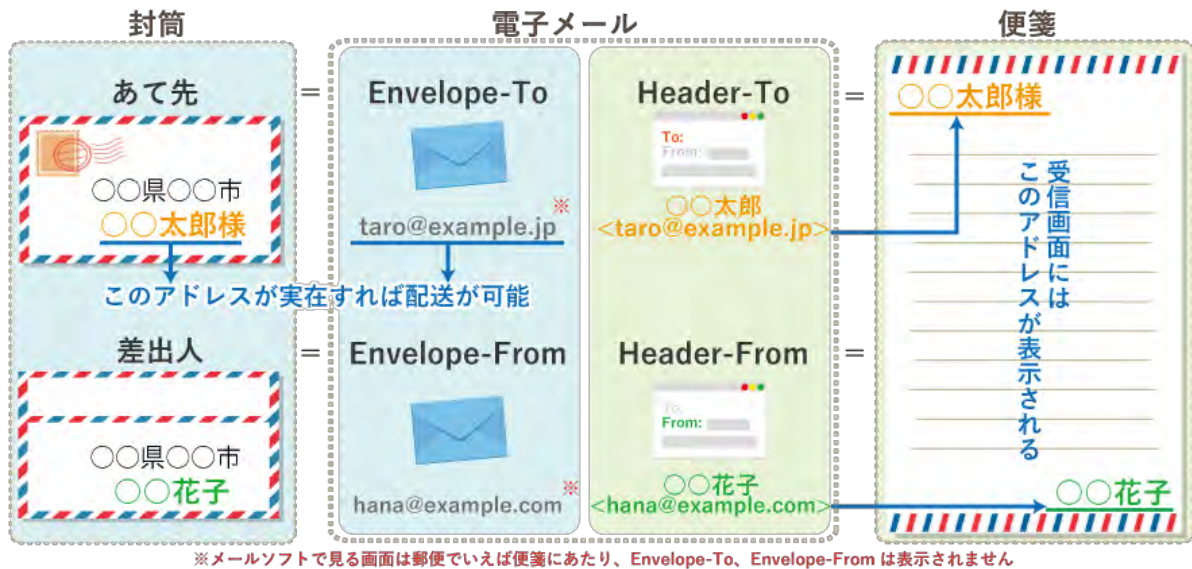 封筒
電子メール
便箋
あて先
=
Envelope-To
Header-To
=
○○太郎様
To:
From:
○○県○○市
○○太郎様
※
taro@example.jp
○○太郎
<taro@example.jp>
このアドレスが実在すれば配送が可能
受信画面には
このアドレスが表示される
差出人
=
Envelope-From
Header-From
=
To:
From:
○○県○○市
○○花子
※
hana@example.com
○○花子
<hana@example.com>
○○花子
※メールソフトで見る画面は郵便でいえば便箋にあたり、Envelope-To、Envelope-From は表示されません